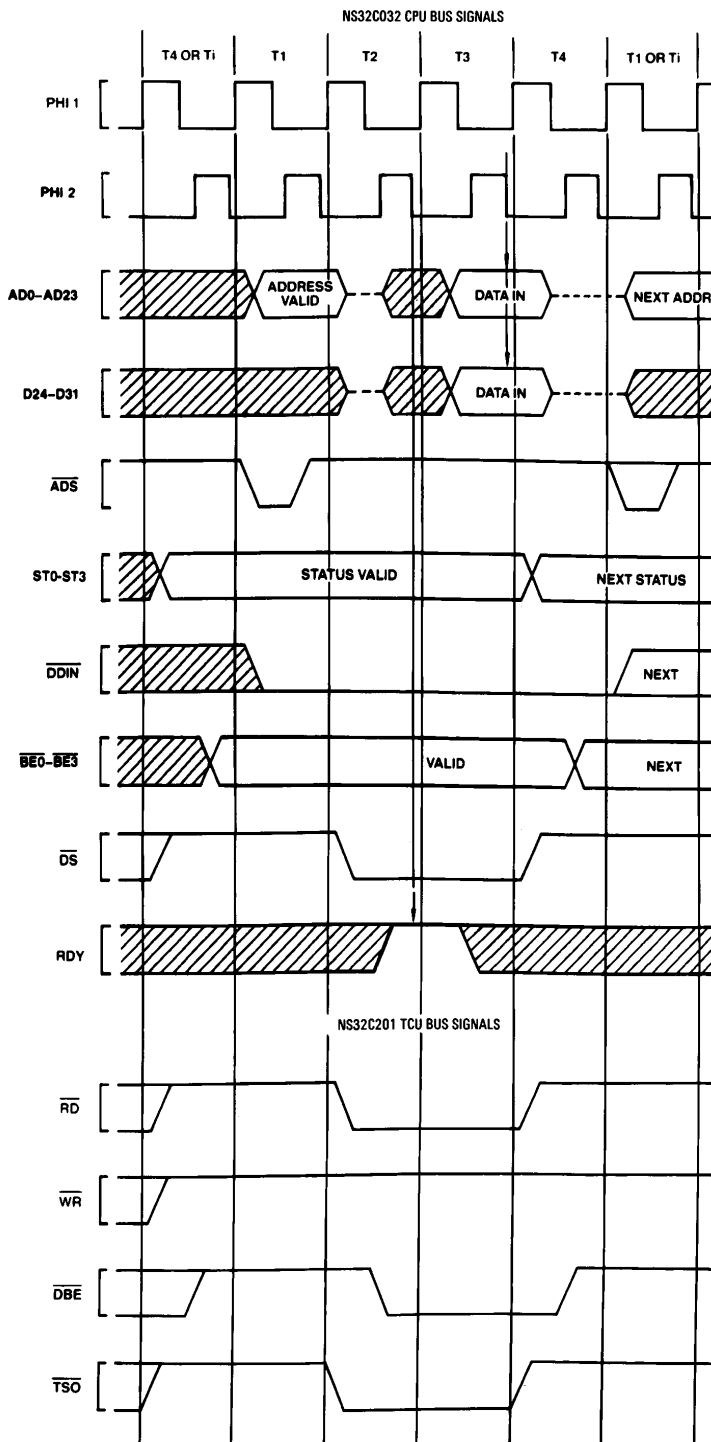 NS32C032 CPU BUS SIGNALS
T4 OR Ti T1 T2 T3 T4 T1 OR Ti
PHI 1
PHI 2
AD0–AD23 ADDRESS VALID DATA IN NEXT ADDR
D24–D31 DATA IN
ADS
ST0-ST3 STATUS VALID NEXT STATUS
DDIN NEXT
BE0–BE3 VALID NEXT
DS
RDY
NS32C201 TCU BUS SIGNALS
RD
WR
DBE
TSO